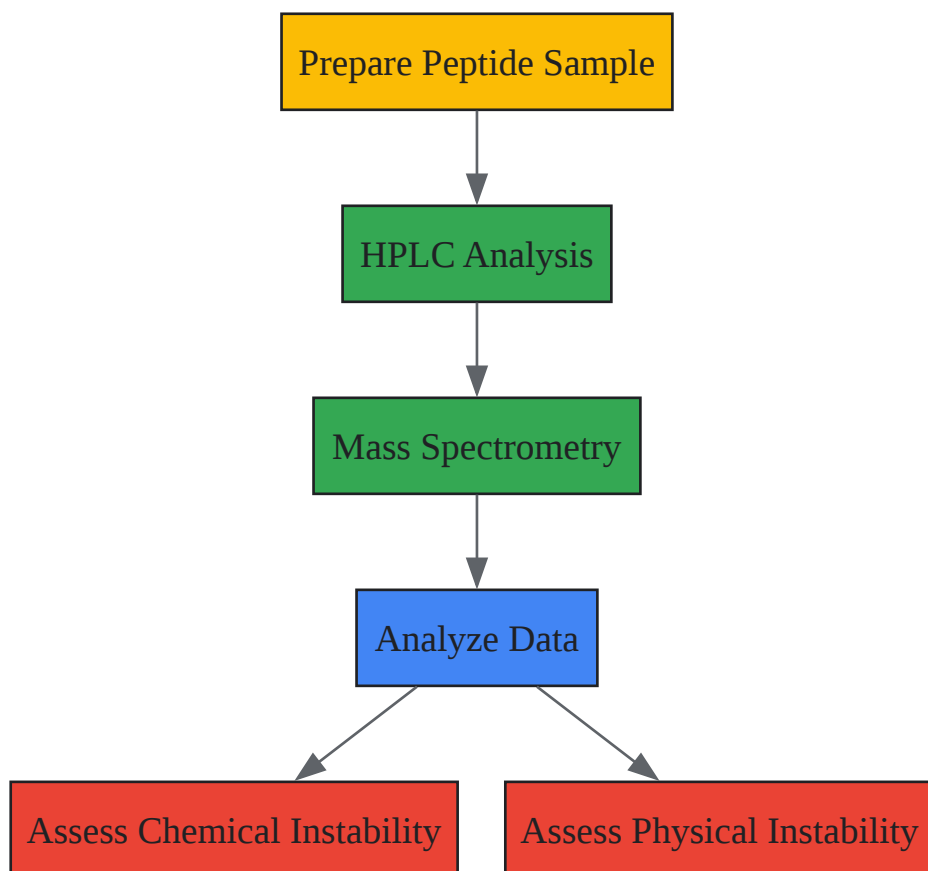 Prepare Peptide Sample
HPLC Analysis
Mass Spectrometry
Analyze Data
Assess Chemical Instability
Assess Physical Instability